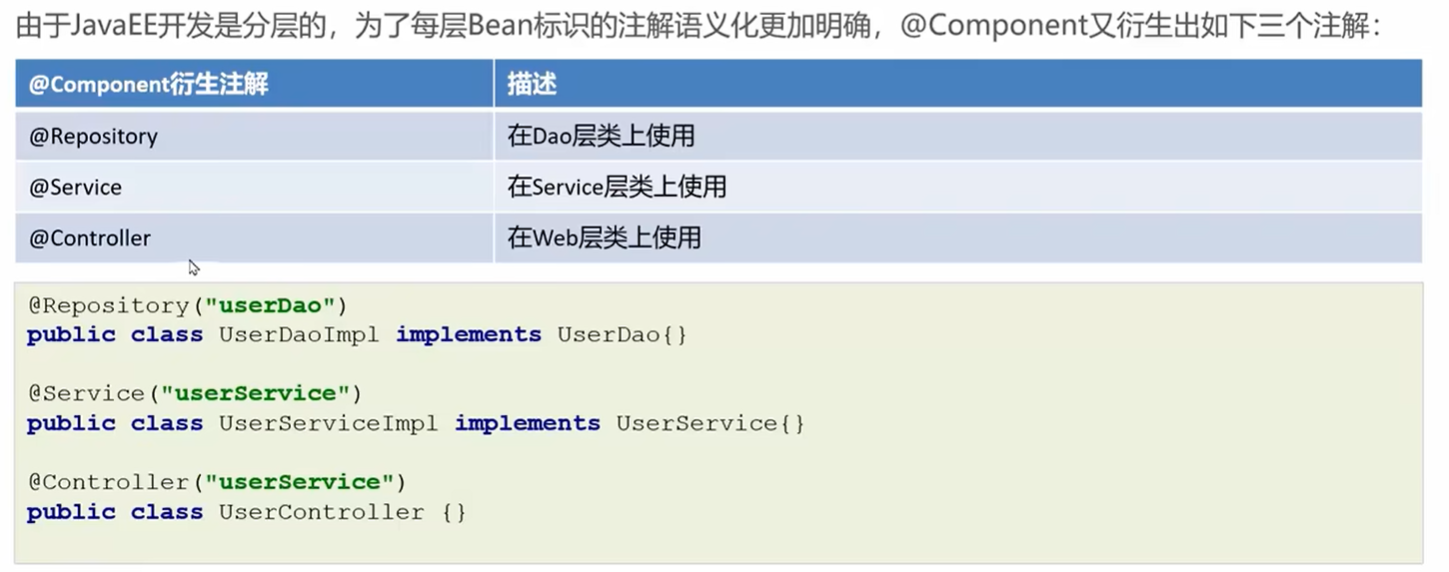 由于JavaEE开发是分层的，为了每层Bean标识的注解语义化更加明确，@Component又衍生出如下三个注解：
@Component衍生注解 描述
@Repository 在Dao层类上使用
@Service 在Service层类上使用
@Controller 在Web层类上使用
@Repository("userDao")
public class UserDaoImpl implements UserDao{}
@Service("userService")
public class UserServiceImpl implements UserService{}
@Controller("userService")
public class UserController {}